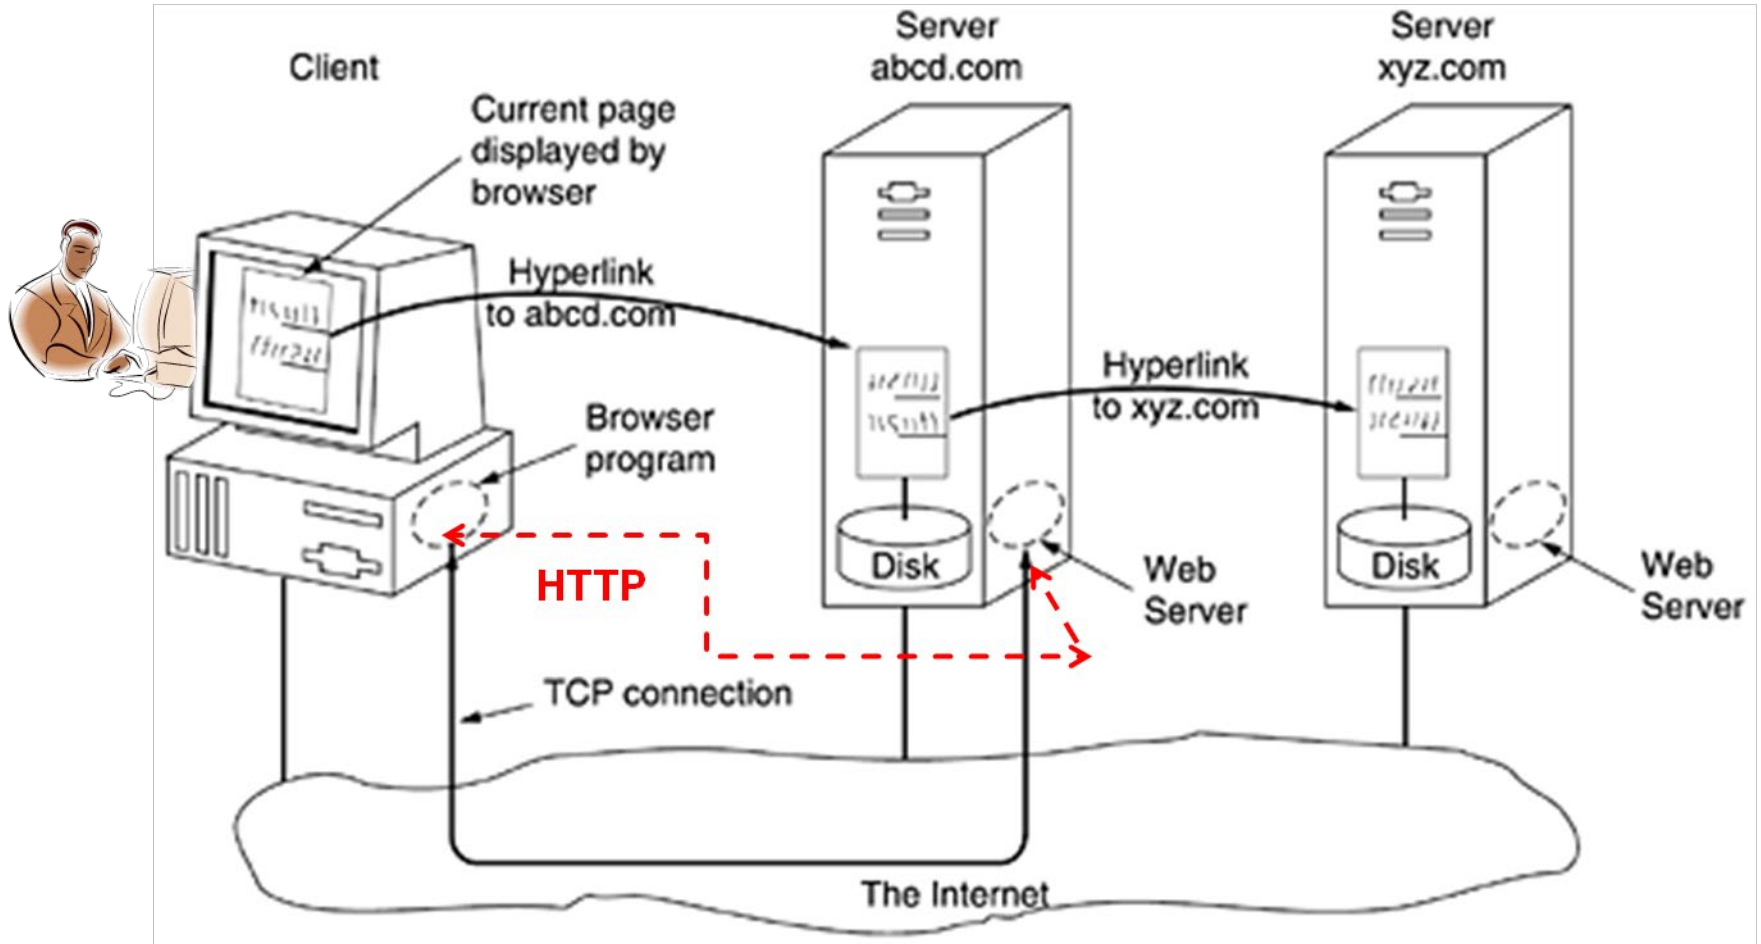 Client
Server
abcd.com
Server
xyz.com
Current page
displayed by
browser
Hyperlink
to abcd.com
Hyperlink
to xyz.com
Browser
program
Disk
Web
Server
Disk
Web
Server
HTTP
TCP connection
The Internet